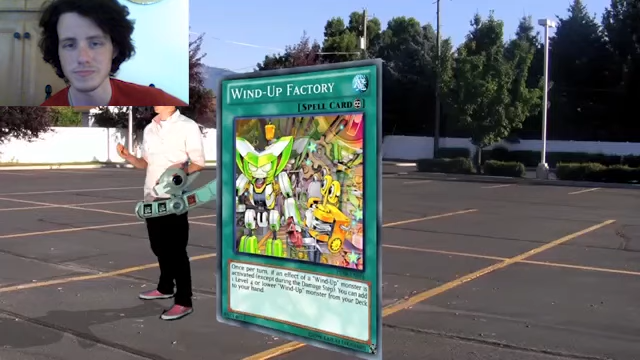 WIND-UP FACTORY
[SPELL CARD
Once per turn, if an effect of a "Wind-Up" monster is
activated (except during the Damage Step): You can add
1 Level 4 or lower "Wind-Up" monster from your Deck
to your hand.